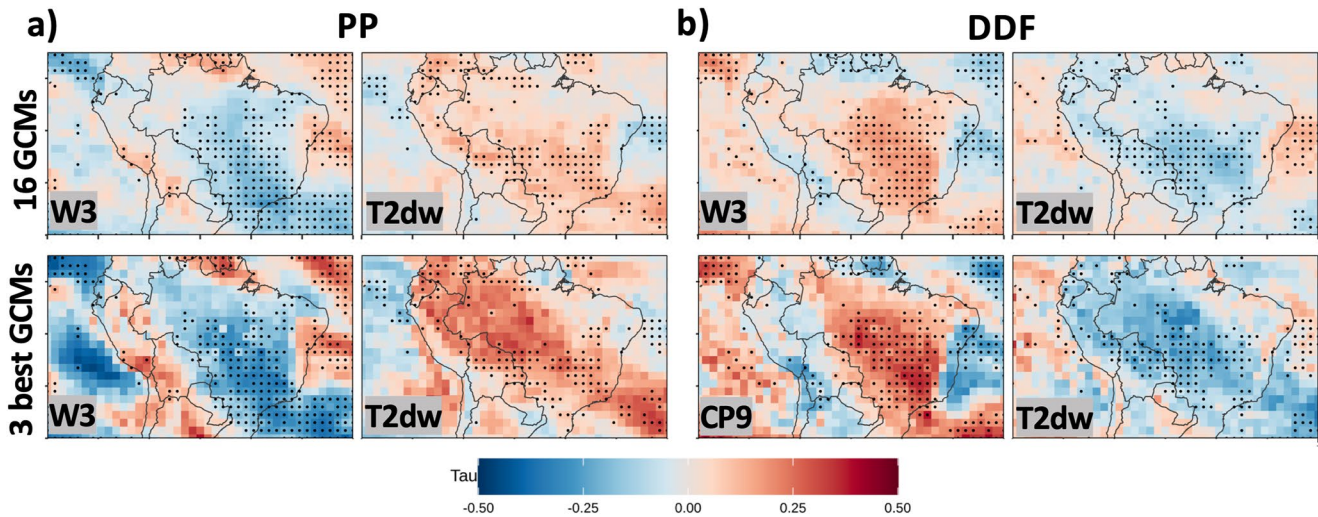 a) PP b) DDF
16 GCMs
W3 T2dw W3 T2dw
3 best GCMs
W3 T2dw CP9 T2dw
Tau
-0.50 -0.25 0.00 0.25 0.50